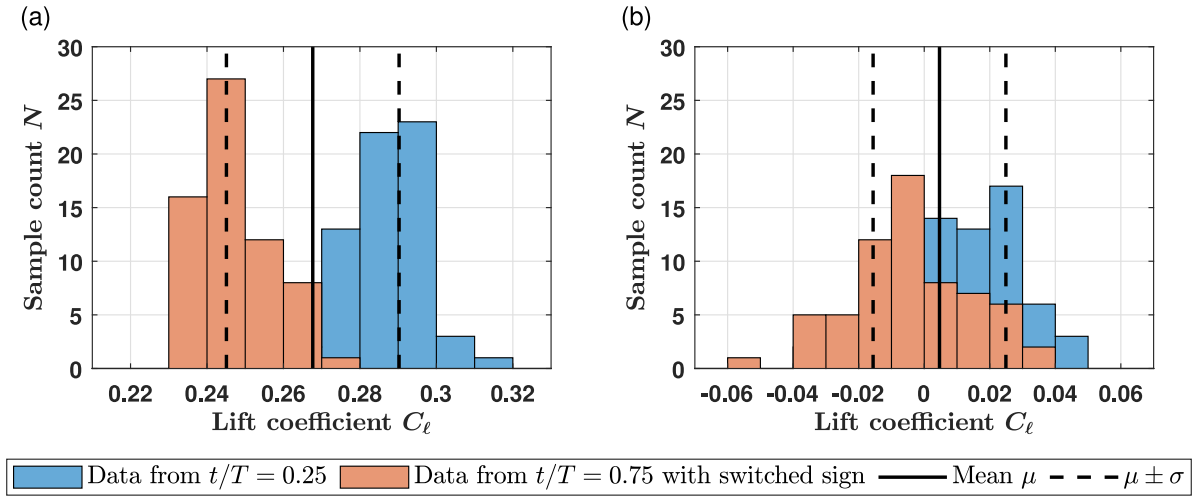 (a)
(b)
30
25
20
15
10
5
0
Sample count N
0.22 0.24 0.26 0.28 0.3 0.32
Lift coefficient Cℓ
30
25
20
15
10
5
0
Sample count N
-0.06 -0.04 -0.02 0 0.02 0.04 0.06
Lift coefficient Cℓ
Data from t/T = 0.25 Data from t/T = 0.75 with switched sign Mean μ μ ± σ